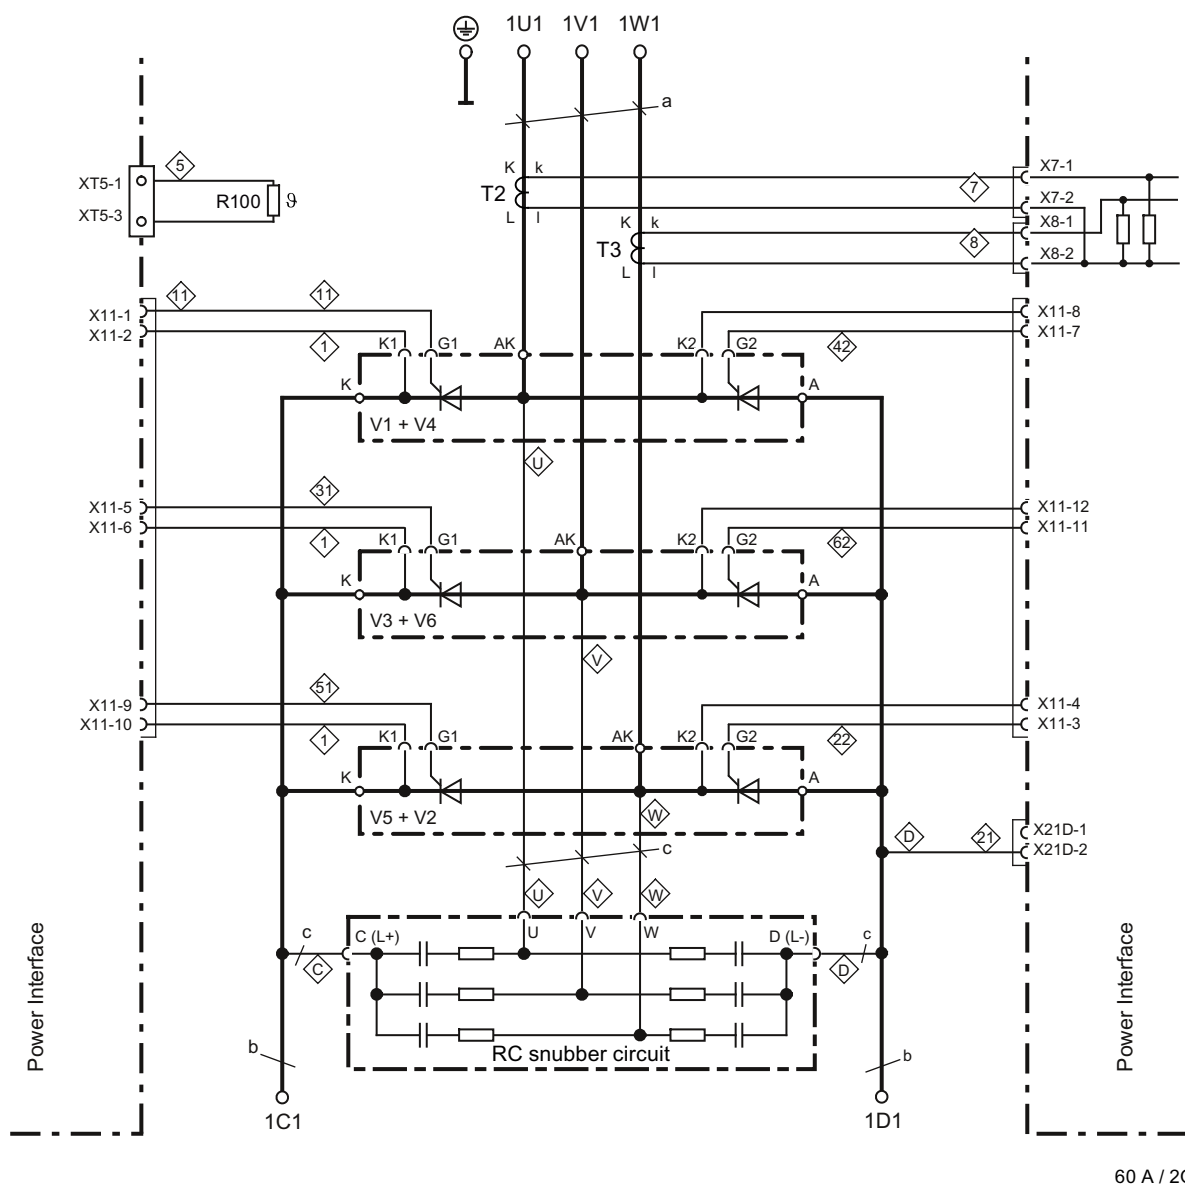 1U1 1V1 1W1
a
5
XT5-1
XT5-3
R100 ϑ
K k
T2
L l
7
X7-1
X7-2
K k
T3
L l
8
X8-1
X8-2
11 11
X11-1
X11-2
1
K1 G1 AK K2 G2
42
X11-8
X11-7
K A
V1 + V4
U
31
X11-5
X11-6
1
K1 G1 AK K2 G2
62
X11-12
X11-11
K A
V3 + V6
V
51
X11-9
X11-10
1
K1 G1 AK K2 G2
22
X11-4
X11-3
K A
V5 + V2
W
c
D 21
X21D-1
X21D-2
U V W
c C (L+) U V W D (L-) c
C D
RC snubber circuit
b b
1C1 1D1
Power Interface
Power Interface
60 A /